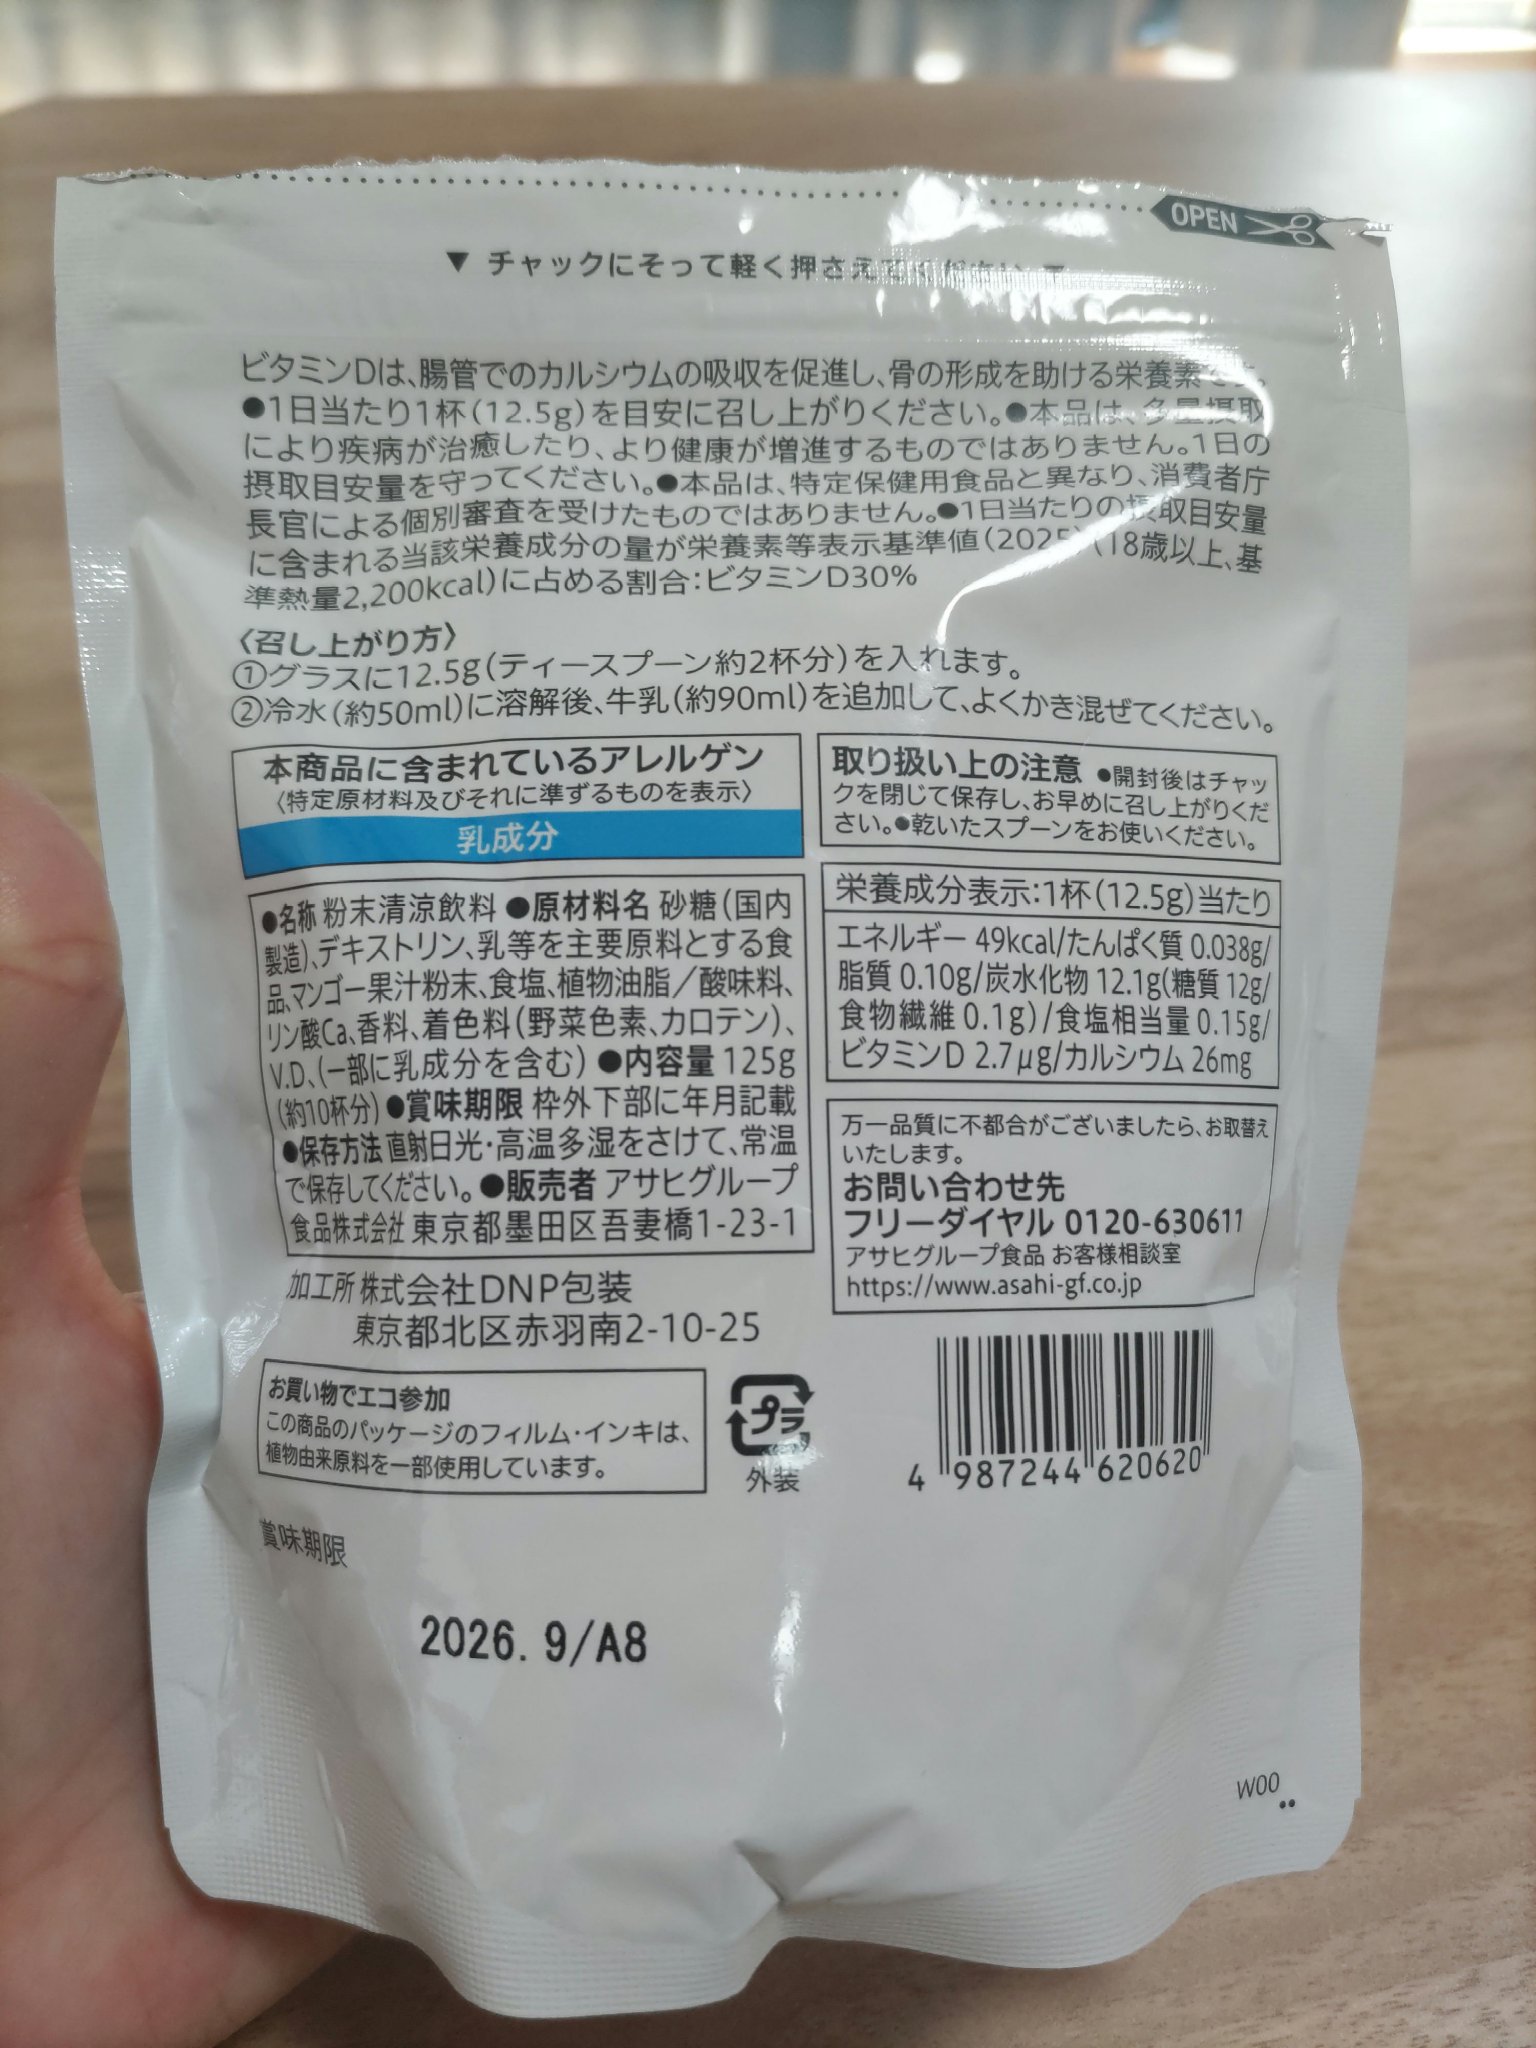 OPEN
▼ チャックにそって軽く押さえてください ▼
ビタミンDは、腸管でのカルシウムの吸収を促進し、骨の形成を助ける栄養素です。
●1日当たり1杯(12.5g)を目安に召し上がりください。●本品は、多量摂取
により疾病が治癒したり、より健康が増進するものではありません。1日の
摂取目安量を守ってください。●本品は、特定保健用食品と異なり、消費者庁
長官による個別審査を受けたものではありません。●1日当たりの摂取目安量
に含まれる当該栄養成分の量が栄養素等表示基準値(2025)(18歳以上、基
準熱量2,200kcal)に占める割合:ビタミンD30%
〈召し上がり方〉
①グラスに12.5g(ティースプーン約2杯分)を入れます。
②冷水(約50ml)に溶解後、牛乳(約90ml)を追加して、よくかき混ぜてください。
本商品に含まれているアレルゲン
〈特定原材料及びそれに準ずるものを表示〉
乳成分
●名称 粉末清涼飲料 ●原材料名 砂糖(国内
製造)、デキストリン、乳等を主要原料とする食
品、マンゴー果汁粉末、食塩、植物油脂/酸味料、
リン酸Ca、香料、着色料(野菜色素、カロテン)、
V.D、(一部に乳成分を含む) ●内容量 125g
(約10杯分) ●賞味期限 枠外下部に年月記載
●保存方法 直射日光・高温多湿をさけて、常温
で保存してください。 ●販売者 アサヒグループ
食品株式会社 東京都墨田区吾妻橋1-23-1
加工所 株式会社DNP包装
東京都北区赤羽南2-10-25
お買い物でエコ参加
この商品のパッケージのフィルム・インキは、
植物由来原料を一部使用しています。
プラ
外装
取り扱い上の注意 ●開封後はチャッ
クを閉じて保存し、お早めに召し上がりくだ
さい。●乾いたスプーンをお使いください。
栄養成分表示:1杯(12.5g)当たり
エネルギー 49kcal/たんぱく質 0.038g/
脂質 0.10g/炭水化物 12.1g(糖質 12g/
食物繊維 0.1g)/食塩相当量 0.15g/
ビタミンD 2.7μg/カルシウム 26mg
万一品質に不都合がございましたら、お取替え
いたします。
お問い合わせ先
フリーダイヤル 0120-630611
アサヒグループ食品 お客様相談室
https://www.asahi-gf.co.jp
4 987244 620620
賞味期限
2026. 9/A8
W00